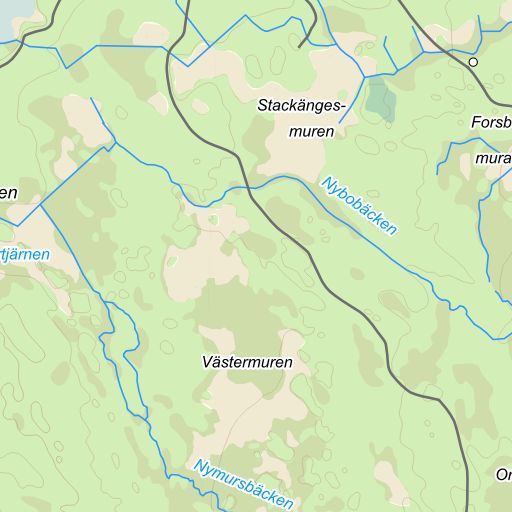 Stackänges-
muren
Forsb
mura
en
Nybobäcken
rtjärnen
Västermuren
Nymursbäcken
Or